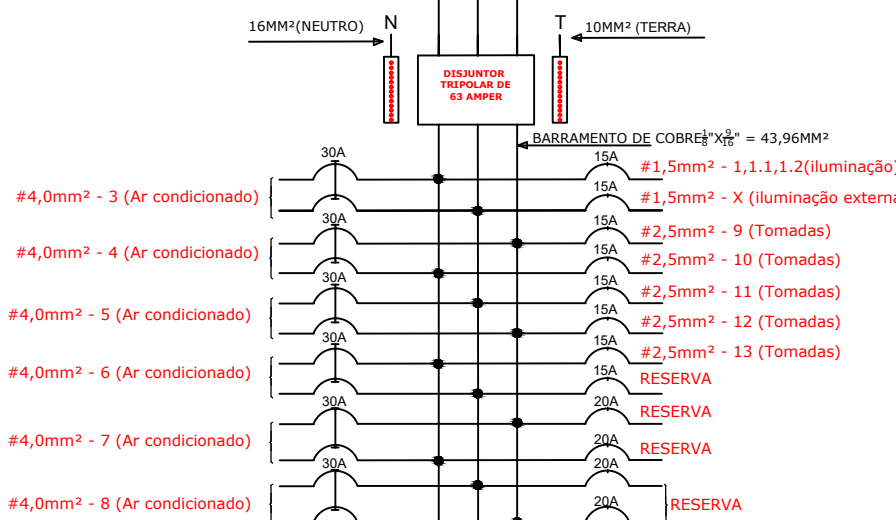 16MM²(NEUTRO) N T 10MM² (TERRA)
DISJUNTOR
TRIPOLAR DE
63 AMPER
BARRAMENTO DE COBRE 1/8"X 9/16" = 43,96MM²
30A 15A #1,5mm² - 1,1.1,1.2(iluminação)
#4,0mm² - 3 (Ar condicionado) 15A #1,5mm² - X (iluminação externa
30A 15A #2,5mm² - 9 (Tomadas)
#4,0mm² - 4 (Ar condicionado) 15A #2,5mm² - 10 (Tomadas)
30A 15A #2,5mm² - 11 (Tomadas)
#4,0mm² - 5 (Ar condicionado) 15A #2,5mm² - 12 (Tomadas)
30A 15A #2,5mm² - 13 (Tomadas)
#4,0mm² - 6 (Ar condicionado) 15A RESERVA
30A 20A RESERVA
#4,0mm² - 7 (Ar condicionado) 20A RESERVA
30A 20A
#4,0mm² - 8 (Ar condicionado) 20A RESERVA